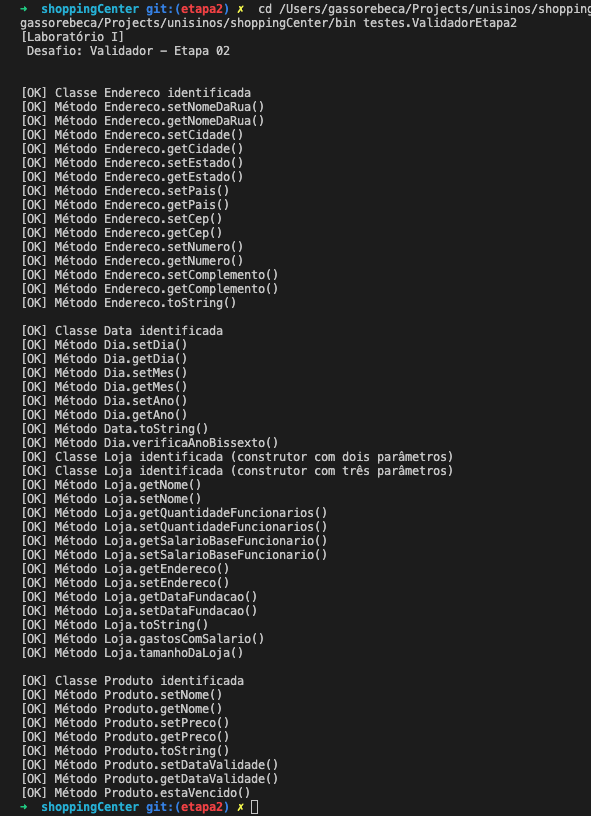 ➜ shoppingCenter git:(etapa2) ✗ cd /Users/gassorebeca/Projects/unisinos/shopping
gassorebeca/Projects/unisinos/shoppingCenter/bin testes.ValidadorEtapa2
[Laboratório I]
Desafio: Validador - Etapa 02
[OK] Classe Endereco identificada
[OK] Método Endereco.setNomeDaRua()
[OK] Método Endereco.getNomeDaRua()
[OK] Método Endereco.setCidade()
[OK] Método Endereco.getCidade()
[OK] Método Endereco.setEstado()
[OK] Método Endereco.getEstado()
[OK] Método Endereco.setPais()
[OK] Método Endereco.getPais()
[OK] Método Endereco.setCep()
[OK] Método Endereco.getCep()
[OK] Método Endereco.setNumero()
[OK] Método Endereco.getNumero()
[OK] Método Endereco.setComplemento()
[OK] Método Endereco.getComplemento()
[OK] Método Endereco.toString()
[OK] Classe Data identificada
[OK] Método Dia.setDia()
[OK] Método Dia.getDia()
[OK] Método Dia.setMes()
[OK] Método Dia.getMes()
[OK] Método Dia.setAno()
[OK] Método Dia.getAno()
[OK] Método Data.toString()
[OK] Método Dia.verificaAnoBissexto()
[OK] Classe Loja identificada (construtor com dois parâmetros)
[OK] Classe Loja identificada (construtor com três parâmetros)
[OK] Método Loja.getNome()
[OK] Método Loja.setNome()
[OK] Método Loja.getQuantidadeFuncionarios()
[OK] Método Loja.setQuantidadeFuncionarios()
[OK] Método Loja.getSalarioBaseFuncionario()
[OK] Método Loja.setSalarioBaseFuncionario()
[OK] Método Loja.getEndereco()
[OK] Método Loja.setEndereco()
[OK] Método Loja.getDataFundacao()
[OK] Método Loja.setDataFundacao()
[OK] Método Loja.toString()
[OK] Método Loja.gastosComSalario()
[OK] Método Loja.tamanhoDaLoja()
[OK] Classe Produto identificada
[OK] Método Produto.setNome()
[OK] Método Produto.getNome()
[OK] Método Produto.setPreco()
[OK] Método Produto.getPreco()
[OK] Método Produto.toString()
[OK] Método Produto.setDataValidade()
[OK] Método Produto.getDataValidade()
[OK] Método Produto.estaVencido()
➜ shoppingCenter git:(etapa2) ✗